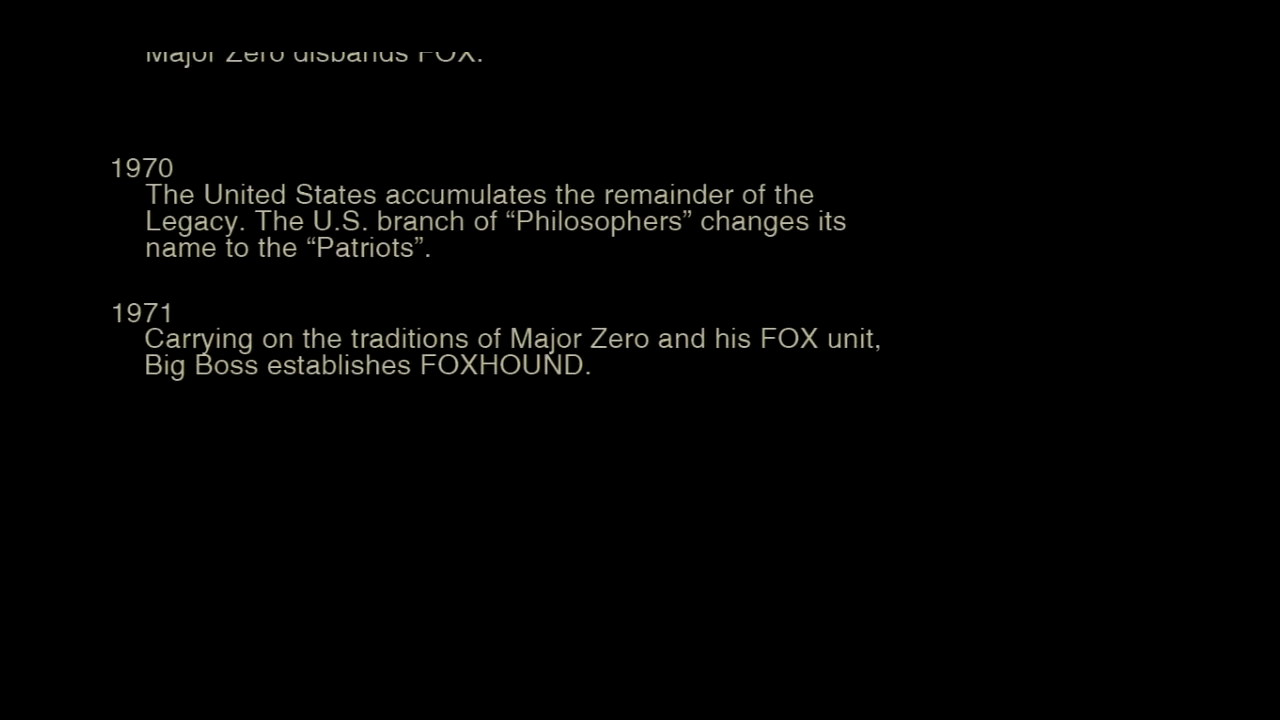 Major Zero disbands FOX.
1970
The United States accumulates the remainder of the
Legacy. The U.S. branch of “Philosophers” changes its
name to the “Patriots”.
1971
Carrying on the traditions of Major Zero and his FOX unit,
Big Boss establishes FOXHOUND.